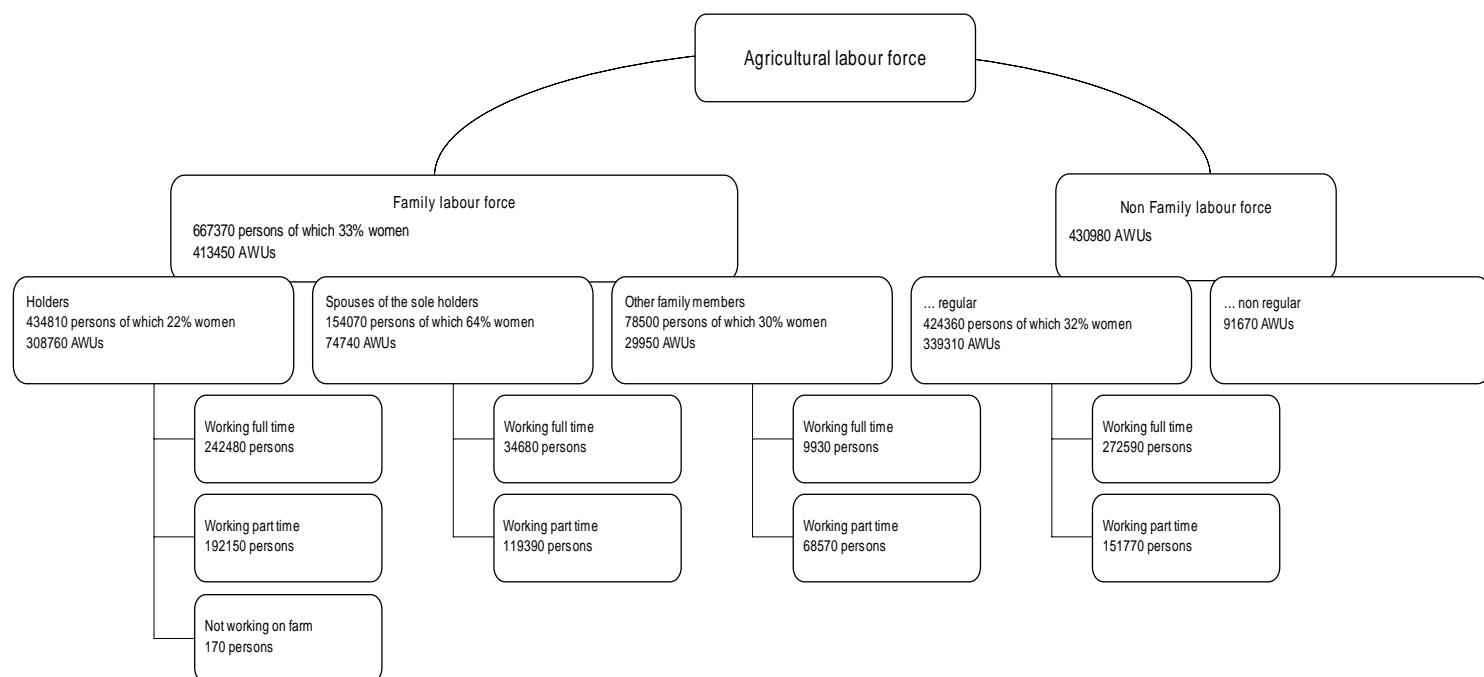 Agricultural labour force
Family labour force
667370 persons of which 33% women
413450 AWUs
Non Family labour force
430980 AWUs
Holders
434810 persons of which 22% women
308760 AWUs
Spouses of the sole holders
154070 persons of which 64% women
74740 AWUs
Other family members
78500 persons of which 30% women
29950 AWUs
... regular
424360 persons of which 32% women
339310 AWUs
... non regular
91670 AWUs
Working full time
242480 persons
Working full time
34680 persons
Working full time
9930 persons
Working full time
272590 persons
Working part time
192150 persons
Working part time
119390 persons
Working part time
68570 persons
Working part time
151770 persons
Not working on farm
170 persons